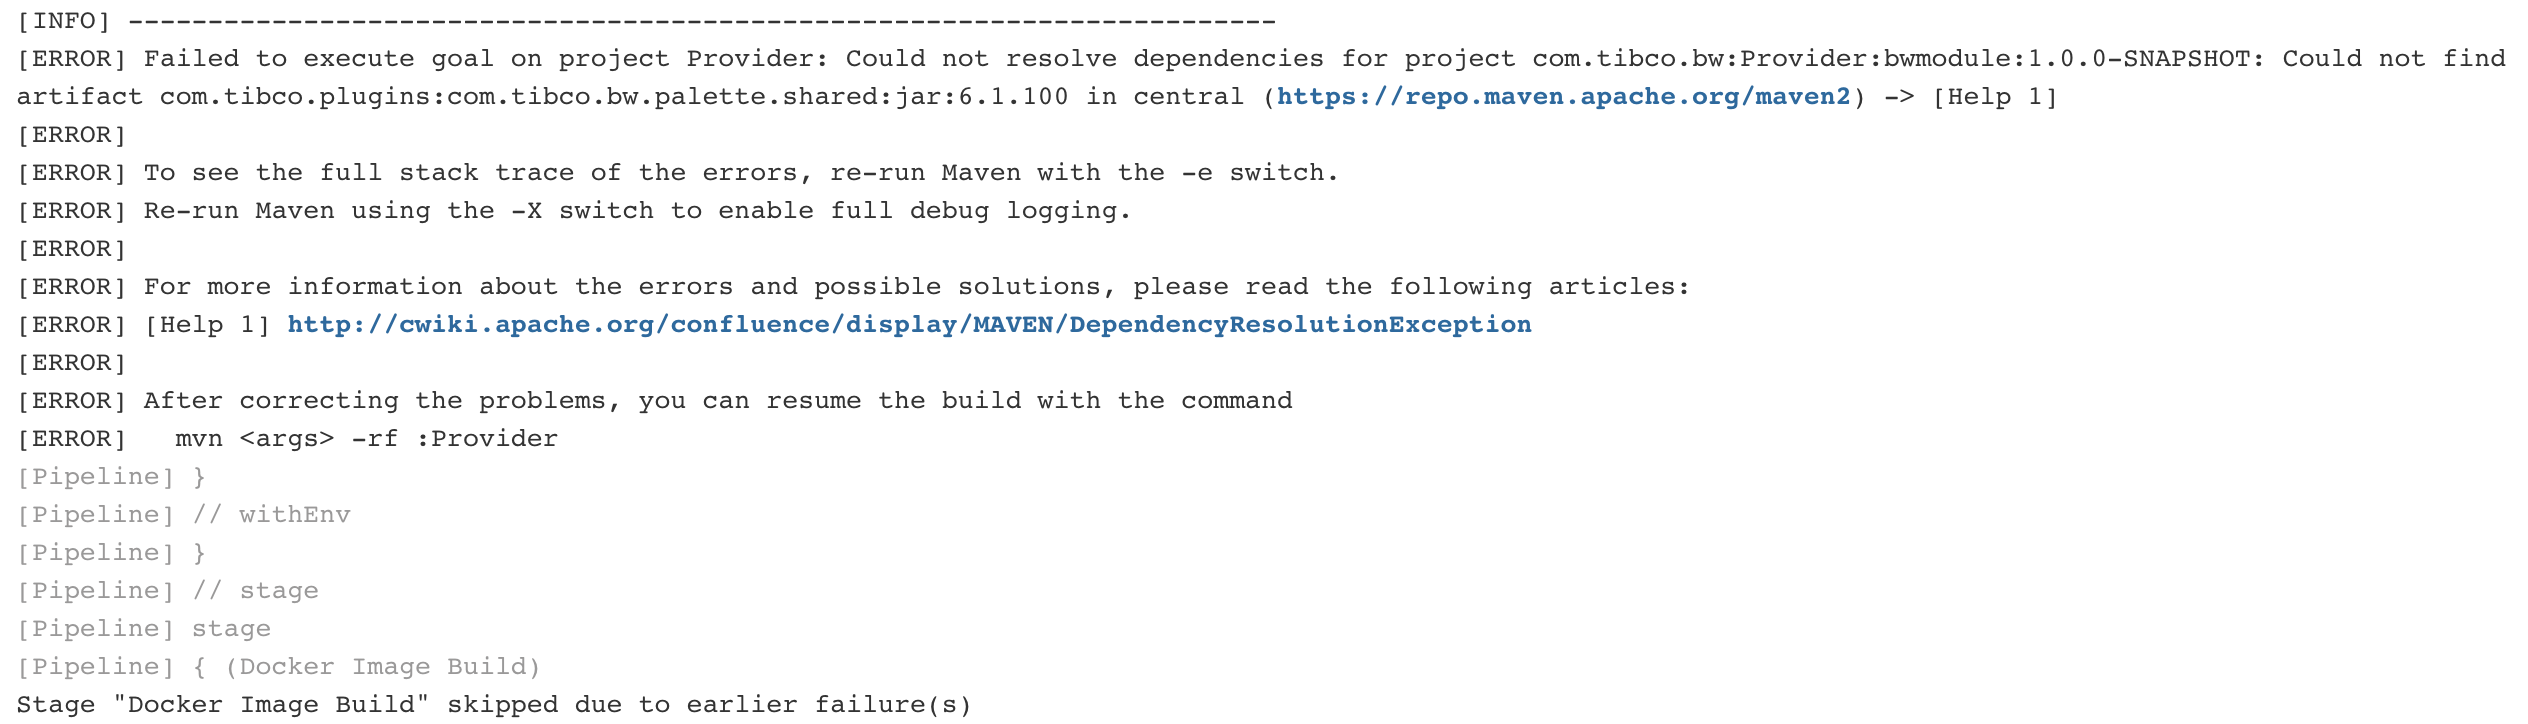 [INFO] ------------------------------------------------------------------------
[ERROR] Failed to execute goal on project Provider: Could not resolve dependencies for project com.tibco.bw:Provider:bwmodule:1.0.0-SNAPSHOT: Could not find
artifact com.tibco.plugins:com.tibco.bw.palette.shared:jar:6.1.100 in central (https://repo.maven.apache.org/maven2) -> [Help 1]
[ERROR]
[ERROR] To see the full stack trace of the errors, re-run Maven with the -e switch.
[ERROR] Re-run Maven using the -X switch to enable full debug logging.
[ERROR]
[ERROR] For more information about the errors and possible solutions, please read the following articles:
[ERROR] [Help 1] http://cwiki.apache.org/confluence/display/MAVEN/DependencyResolutionException
[ERROR]
[ERROR] After correcting the problems, you can resume the build with the command
[ERROR]   mvn <args> -rf :Provider
[Pipeline] }
[Pipeline] // withEnv
[Pipeline] }
[Pipeline] // stage
[Pipeline] stage
[Pipeline] { (Docker Image Build)
Stage "Docker Image Build" skipped due to earlier failure(s)